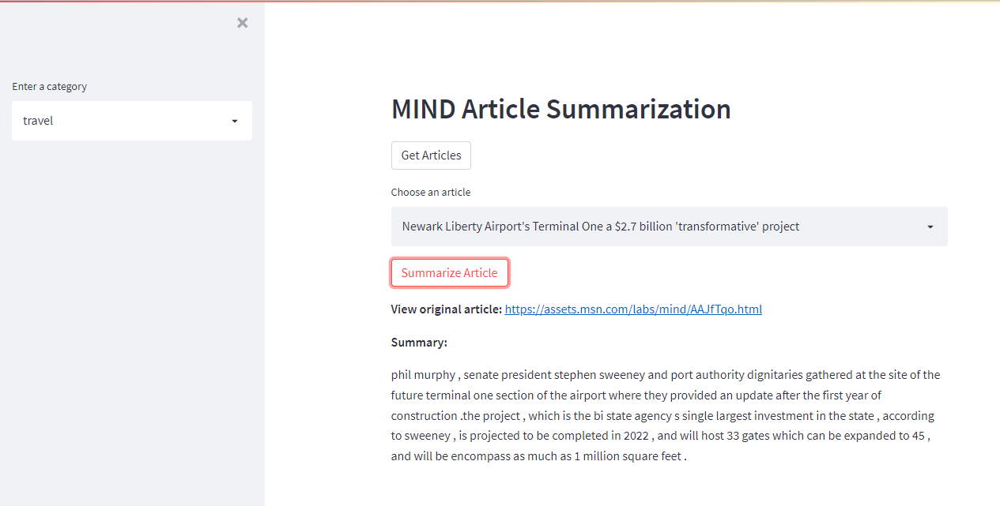 Enter a category
travel
MIND Article Summarization
Get Articles
Choose an article
Newark Liberty Airport's Terminal One a $2.7 billion 'transformative' project
Summarize Article
View original article: https://assets.msn.com/labs/mind/AAJfTqo.html
Summary:
phil murphy , senate president stephen sweeney and port authority dignitaries gathered at the site of the
future terminal one section of the airport where they provided an update after the first year of
construction .the project , which is the bi state agency s single largest investment in the state , according
to sweeney , is projected to be completed in 2022 , and will host 33 gates which can be expanded to 45 ,
and will be encompass as much as 1 million square feet .